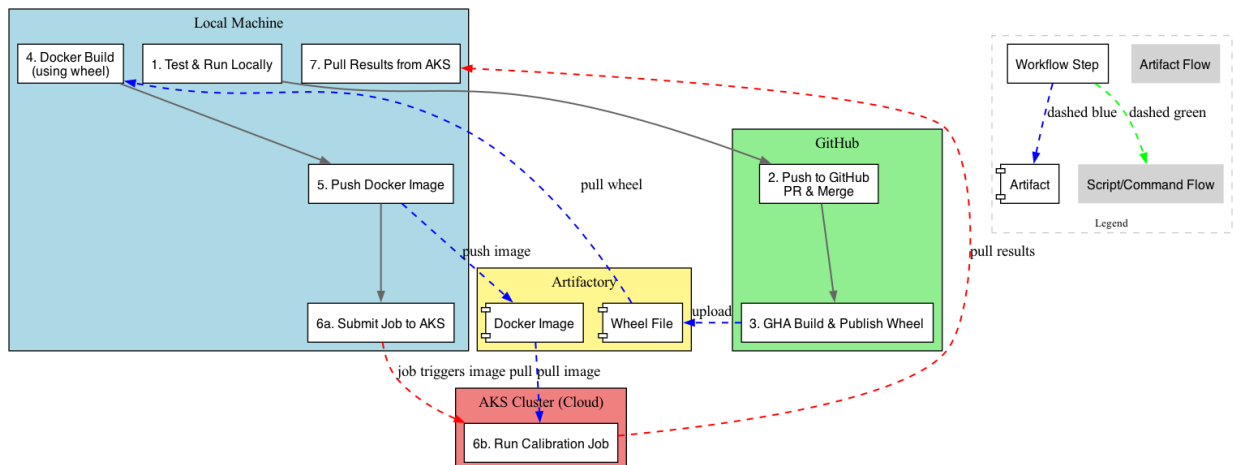 Local Machine
4. Docker Build
(using wheel)
1. Test & Run Locally
7. Pull Results from AKS
5. Push Docker Image
6a. Submit Job to AKS
pull wheel
push image
Artifactory
Docker Image
Wheel File
upload
GitHub
2. Push to GitHub
PR & Merge
3. GHA Build & Publish Wheel
pull results
job triggers image pull
pull image
AKS Cluster (Cloud)
6b. Run Calibration Job
Workflow Step
Artifact Flow
dashed blue
dashed green
Artifact
Script/Command Flow
Legend